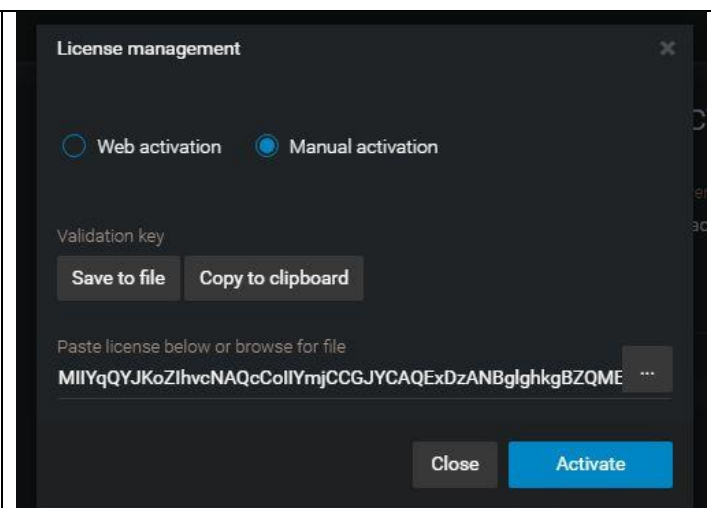 License management
Web activation Manual activation
Validation key
Save to file Copy to clipboard
Paste license below or browse for file
MIIYqQYJKoZIhvcNAQcCoIIYmjCCGJYCAQExDzANBglghkgBZQME ...
Close Activate